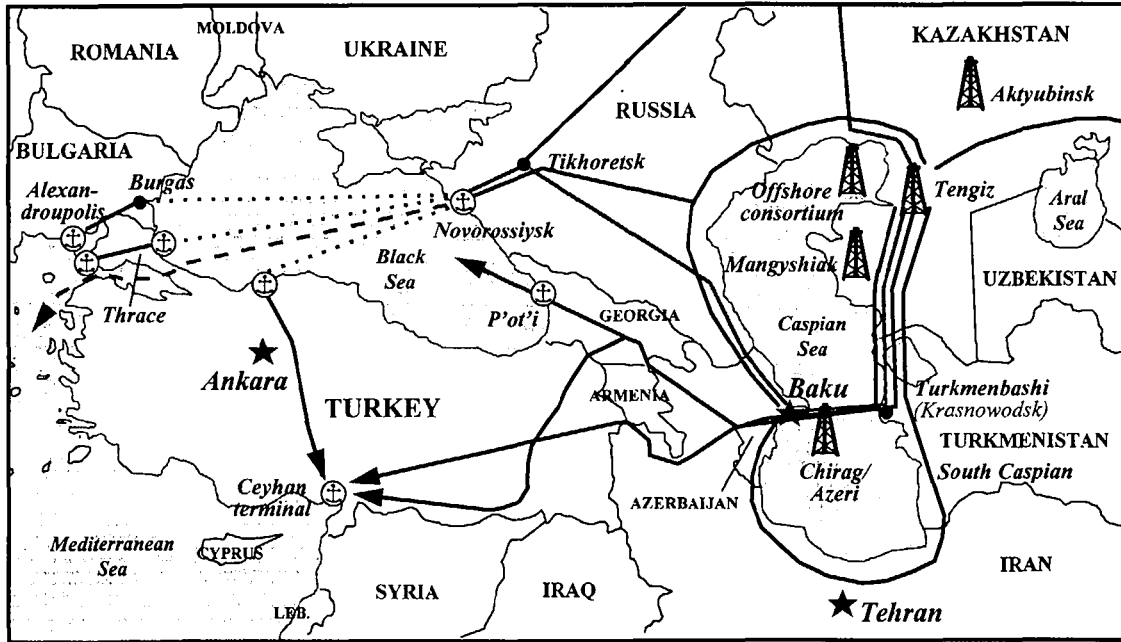 MOLDOVA
ROMANIA
UKRAINE
KAZAKHSTAN
Aktyubinsk
RUSSIA
BULGARIA
Alexan-
droupolis
Burgas
Tikhoretsk
Offshore
consortium
Tengiz
Aral
Sea
Novorossiysk
Black
Sea
Mangyshiak
UZBEKISTAN
Thrace
P'ot'i
GEORGIA
Caspian
Sea
Ankara
ARMENIA
Baku
Turkmenbashi
(Krasnowodsk)
TURKEY
TURKMENISTAN
South Caspian
Chirag/
Azeri
Ceyhan
terminal
AZERBAIJAN
Mediterranean
Sea
CYPRUS
SYRIA
IRAQ
IRAN
LEB.
Tehran